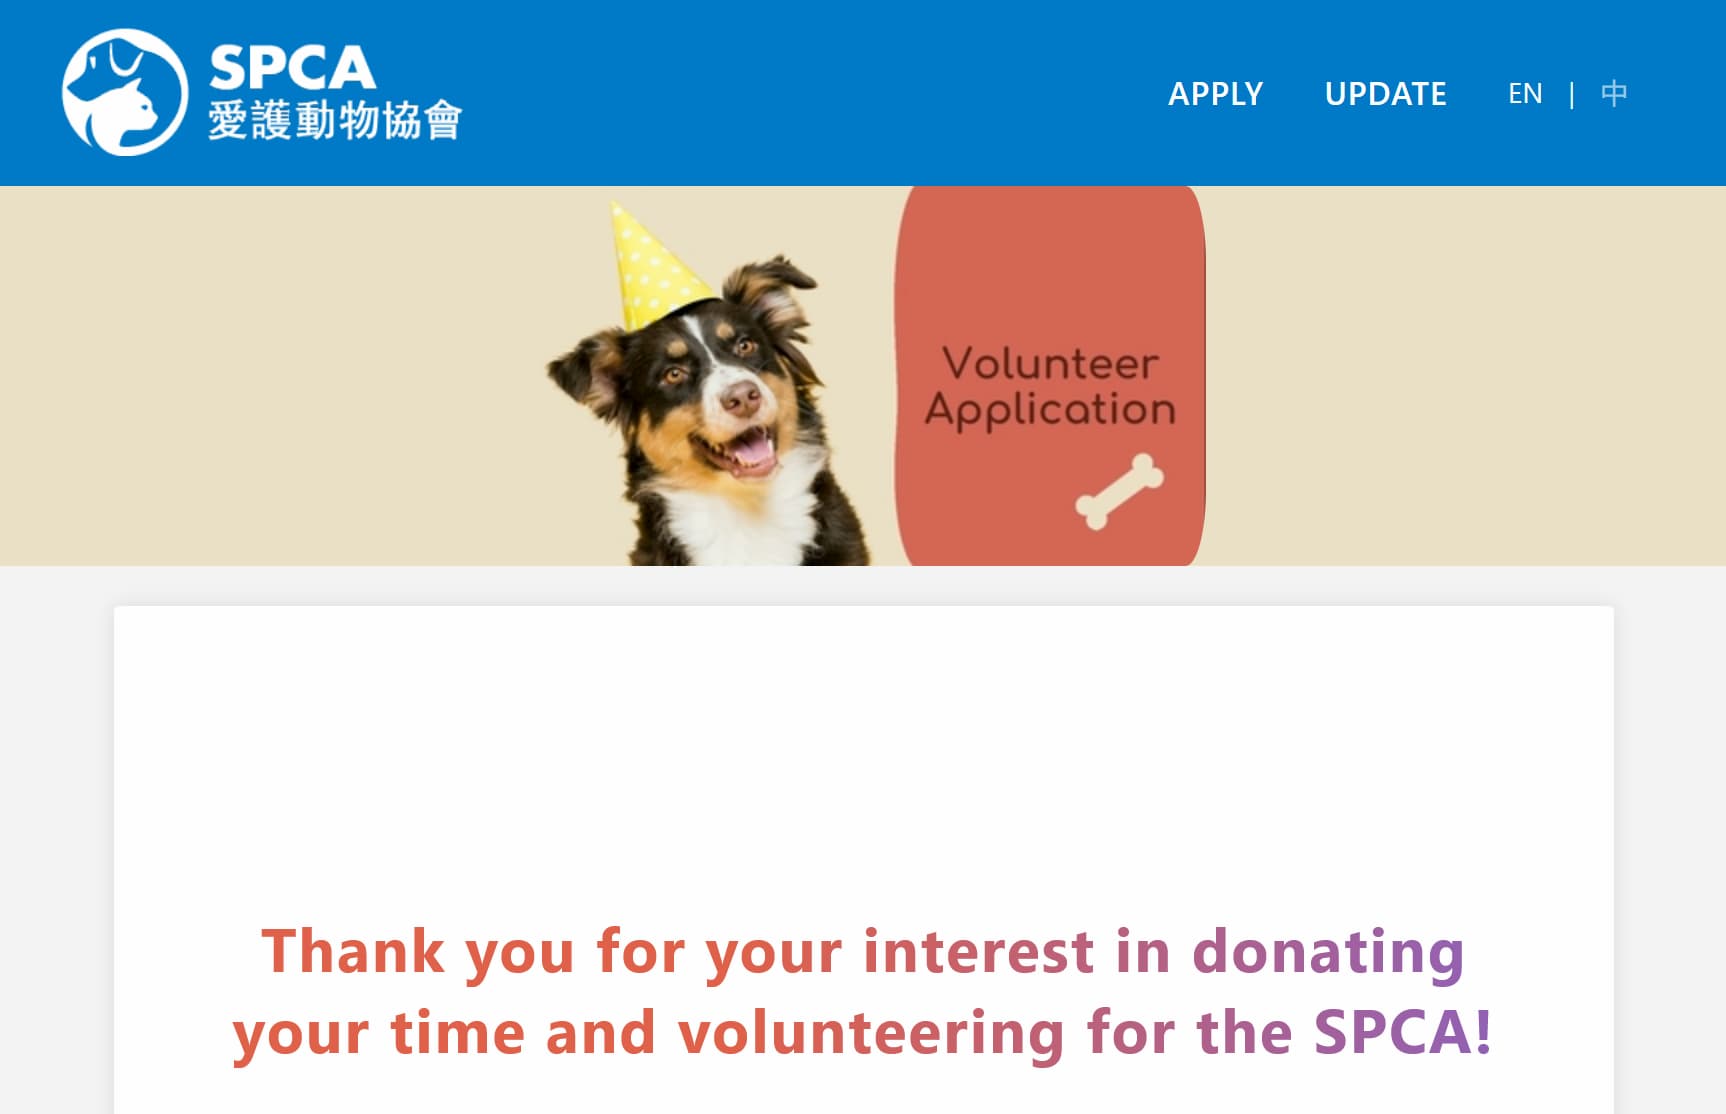 SPCA
愛護動物協會
APPLY UPDATE EN | 中
Volunteer
Application
Thank you for your interest in donating
your time and volunteering for the SPCA!